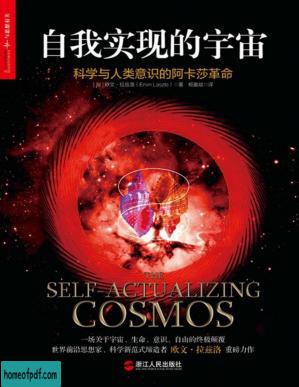 自我实现的宇宙
科学与人类意识的阿卡莎革命
欧文·拉兹洛（Ervin Laszlo）◎著
SELF ACTUALIZING
COSMOS
一场关于宇宙、生命、意识、自由的终极颠覆
世界前沿思想家、科学新范式缔造者 欧文·拉兹洛 重磅力作
浙江人民出版社
homeofpdf.com